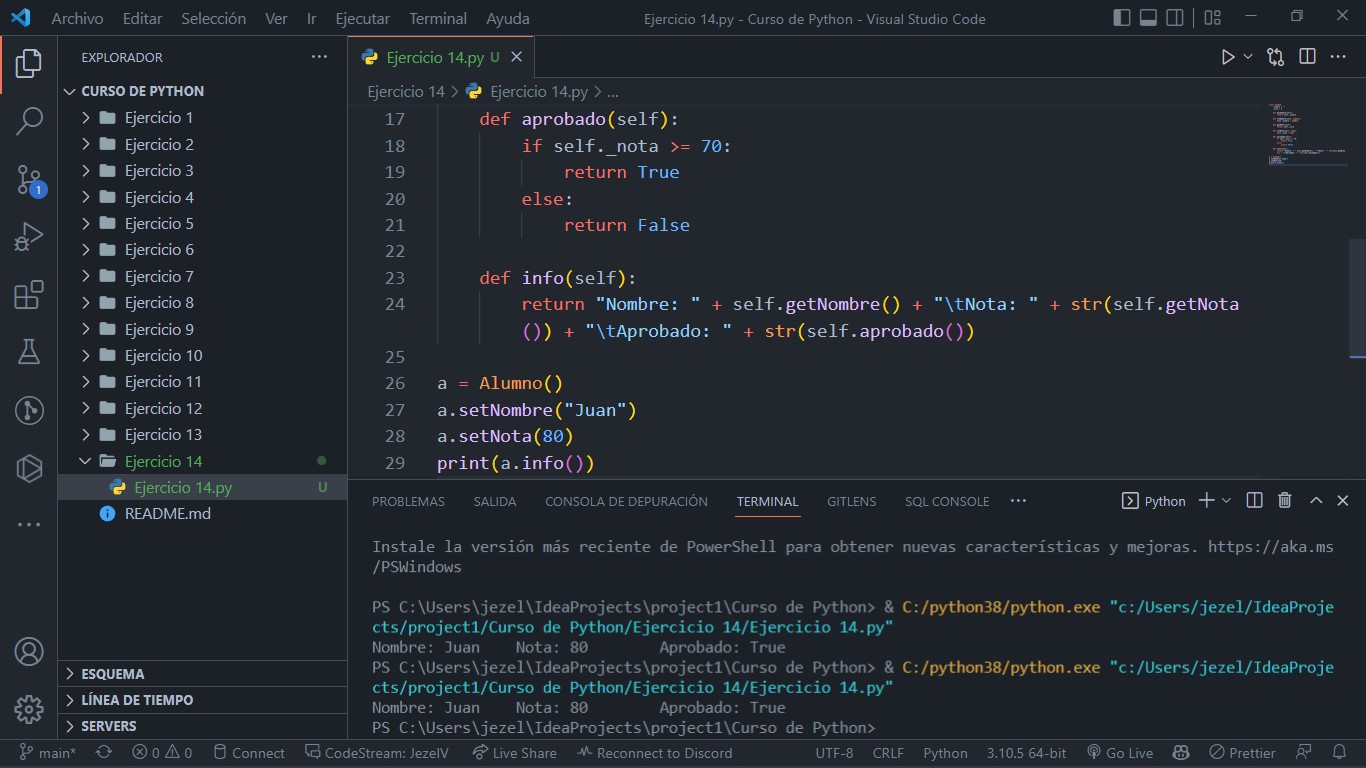 Archivo Editar Selección Ver Ir Ejecutar Terminal Ayuda Ejercicio 14.py - Curso de Python - Visual Studio Code
EXPLORADOR
CURSO DE PYTHON
Ejercicio 1
Ejercicio 2
Ejercicio 3
Ejercicio 4
Ejercicio 5
Ejercicio 6
Ejercicio 7
Ejercicio 8
Ejercicio 9
Ejercicio 10
Ejercicio 11
Ejercicio 12
Ejercicio 13
Ejercicio 14
Ejercicio 14.py U
README.md
ESQUEMA
LÍNEA DE TIEMPO
SERVERS
1
Ejercicio 14.py U
Ejercicio 14 > Ejercicio 14.py > ...
17 def aprobado(self):
18 if self._nota >= 70:
19 return True
20 else:
21 return False
22
23 def info(self):
24 return "Nombre: " + self.getNombre() + "\tNota: " + str(self.getNota
()) + "\tAprobado: " + str(self.aprobado())
25
26 a = Alumno()
27 a.setNombre("Juan")
28 a.setNota(80)
29 print(a.info())
PROBLEMAS SALIDA CONSOLA DE DEPURACIÓN TERMINAL GITLENS SQL CONSOLE ... Python
Instale la versión más reciente de PowerShell para obtener nuevas características y mejoras. https://aka.ms
/PSWindows
PS C:\Users\jezel\IdeaProjects\project1\Curso de Python> & C:/python38/python.exe "c:/Users/jezel/IdeaProje
cts/project1/Curso de Python/Ejercicio 14/Ejercicio 14.py"
Nombre: Juan Nota: 80 Aprobado: True
PS C:\Users\jezel\IdeaProjects\project1\Curso de Python> & C:/python38/python.exe "c:/Users/jezel/IdeaProje
cts/project1/Curso de Python/Ejercicio 14/Ejercicio 14.py"
Nombre: Juan Nota: 80 Aprobado: True
PS C:\Users\jezel\IdeaProjects\project1\Curso de Python>
main* 0 0 Connect CodeStream: JezelV Live Share Reconnect to Discord UTF-8 CRLF Python 3.10.5 64-bit Go Live Prettier